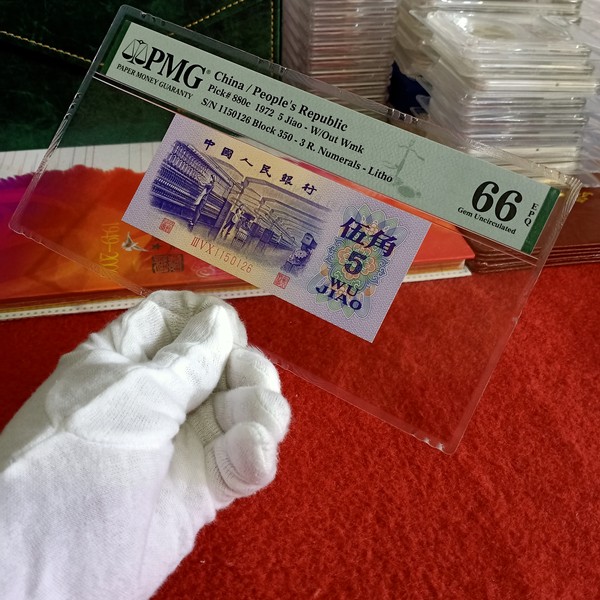 PMG®
PAPER MONEY GUARANTY
China / People's Republic
Pick# 880c 1972 5 Jiao - W/Out Wmk
S/N 1150126 Block 350 - 3 R. Numerals - Litho
66 EPQ
Gem Uncirculated
中国人民银行
伍角
5
WU
JIAO
ⅢⅤⅩ1150126